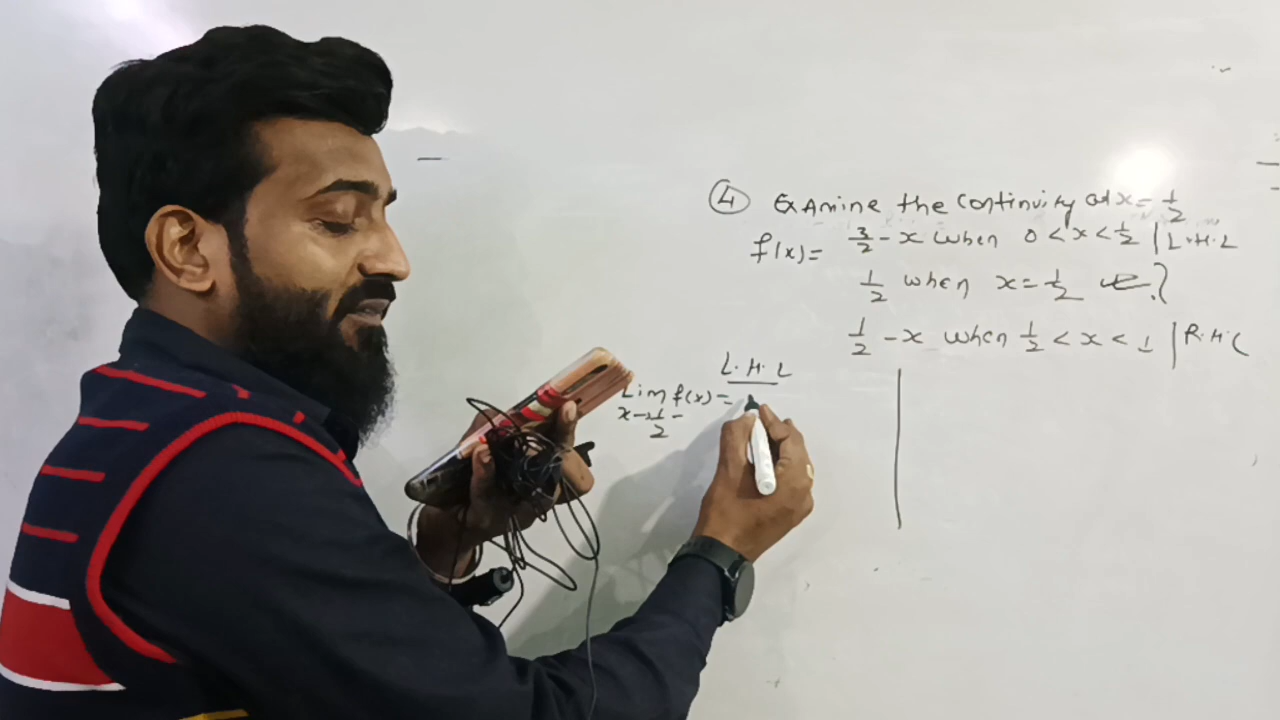 ④ Examine the continuity at x = 1/2
f(x) = 3/2 - x when 0 < x < 1/2 | L.H.L
1/2 when x = 1/2
1/2 - x when 1/2 < x < 1 | R.H.L
L.H.L
Lim f(x) =
x → 1/2 -